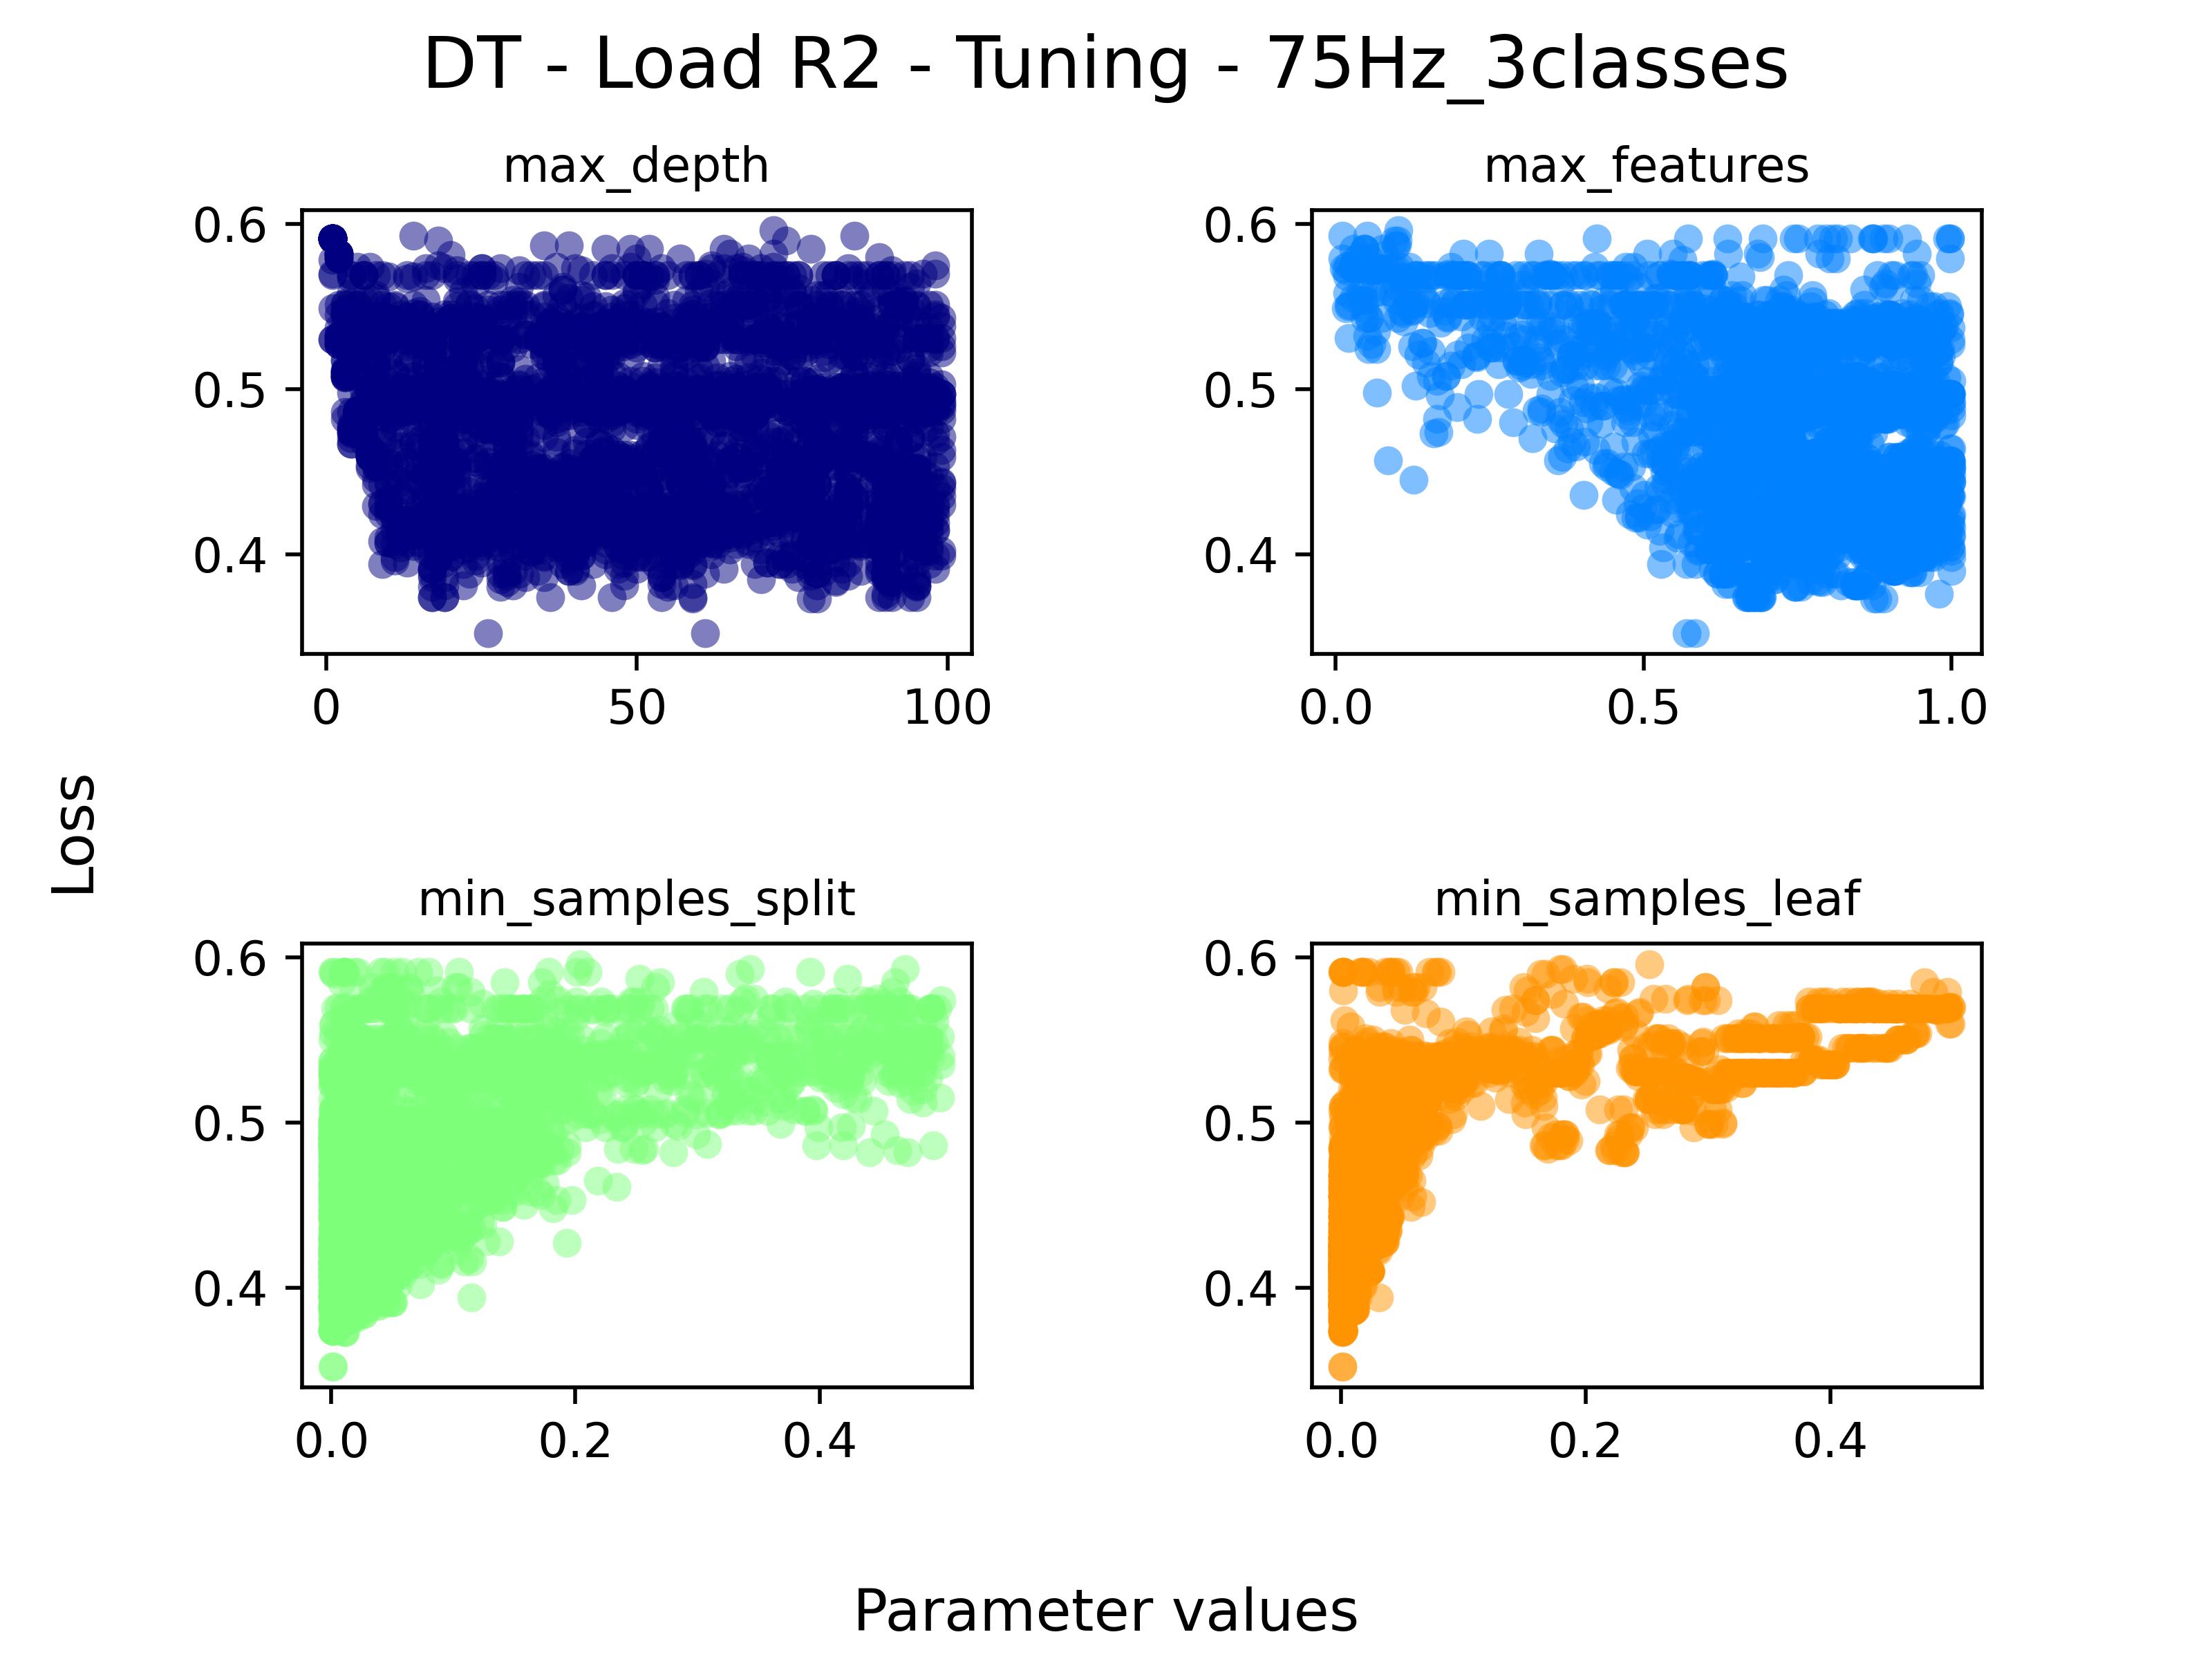 DT - Load R2 - Tuning - 75Hz_3classes
max_depth
0.6
0.5
0.4
0 50 100
max_features
0.6
0.5
0.4
0.0 0.5 1.0
Loss
min_samples_split
0.6
0.5
0.4
0.0 0.2 0.4
min_samples_leaf
0.6
0.5
0.4
0.0 0.2 0.4
Parameter values